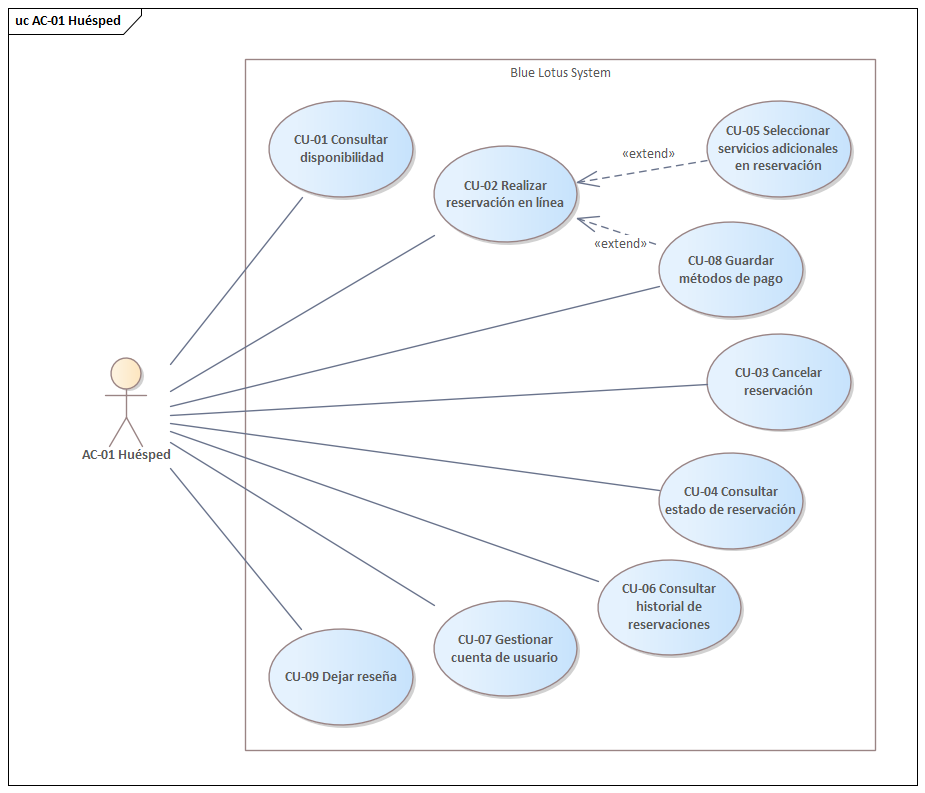 uc AC-01 Huésped
Blue Lotus System
CU-01 Consultar
disponibilidad
CU-02 Realizar
reservación en línea
«extend»
CU-05 Seleccionar
servicios adicionales
en reservación
«extend»
CU-08 Guardar
métodos de pago
CU-03 Cancelar
reservación
AC-01 Huésped
CU-04 Consultar
estado de reservación
CU-06 Consultar
historial de
reservaciones
CU-07 Gestionar
cuenta de usuario
CU-09 Dejar reseña